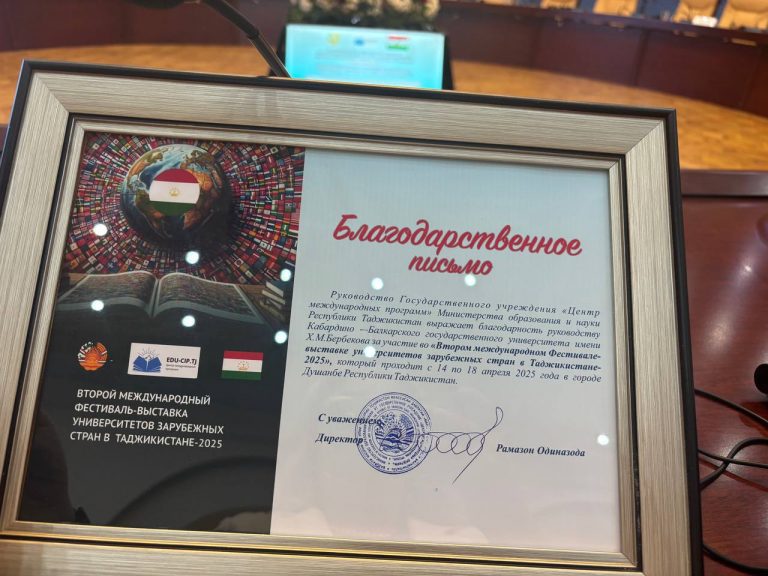 EDU-CIP.TJ
ВТОРОЙ МЕЖДУНАРОДНЫЙ
ФЕСТИВАЛЬ-ВЫСТАВКА
УНИВЕРСИТЕТОВ ЗАРУБЕЖНЫХ
СТРАН В ТАДЖИКИСТАНЕ-2025
Благодарственное
письмо
Руководство Государственного учреждения «Центр
международных программ» Министерства образования и науки
Республики Таджикистан выражает благодарность руководству
Кабардино –Балкарского государственного университета имени
Х.М.Бербекова за участие во «Втором международном Фестивале-
выставке университетов зарубежных стран в Таджикистане-
2025», который проходит с 14 по 18 апреля 2025 года в городе
Душанбе Республики Таджикистан.
С уважением,
Директор Рамазон Одиназода